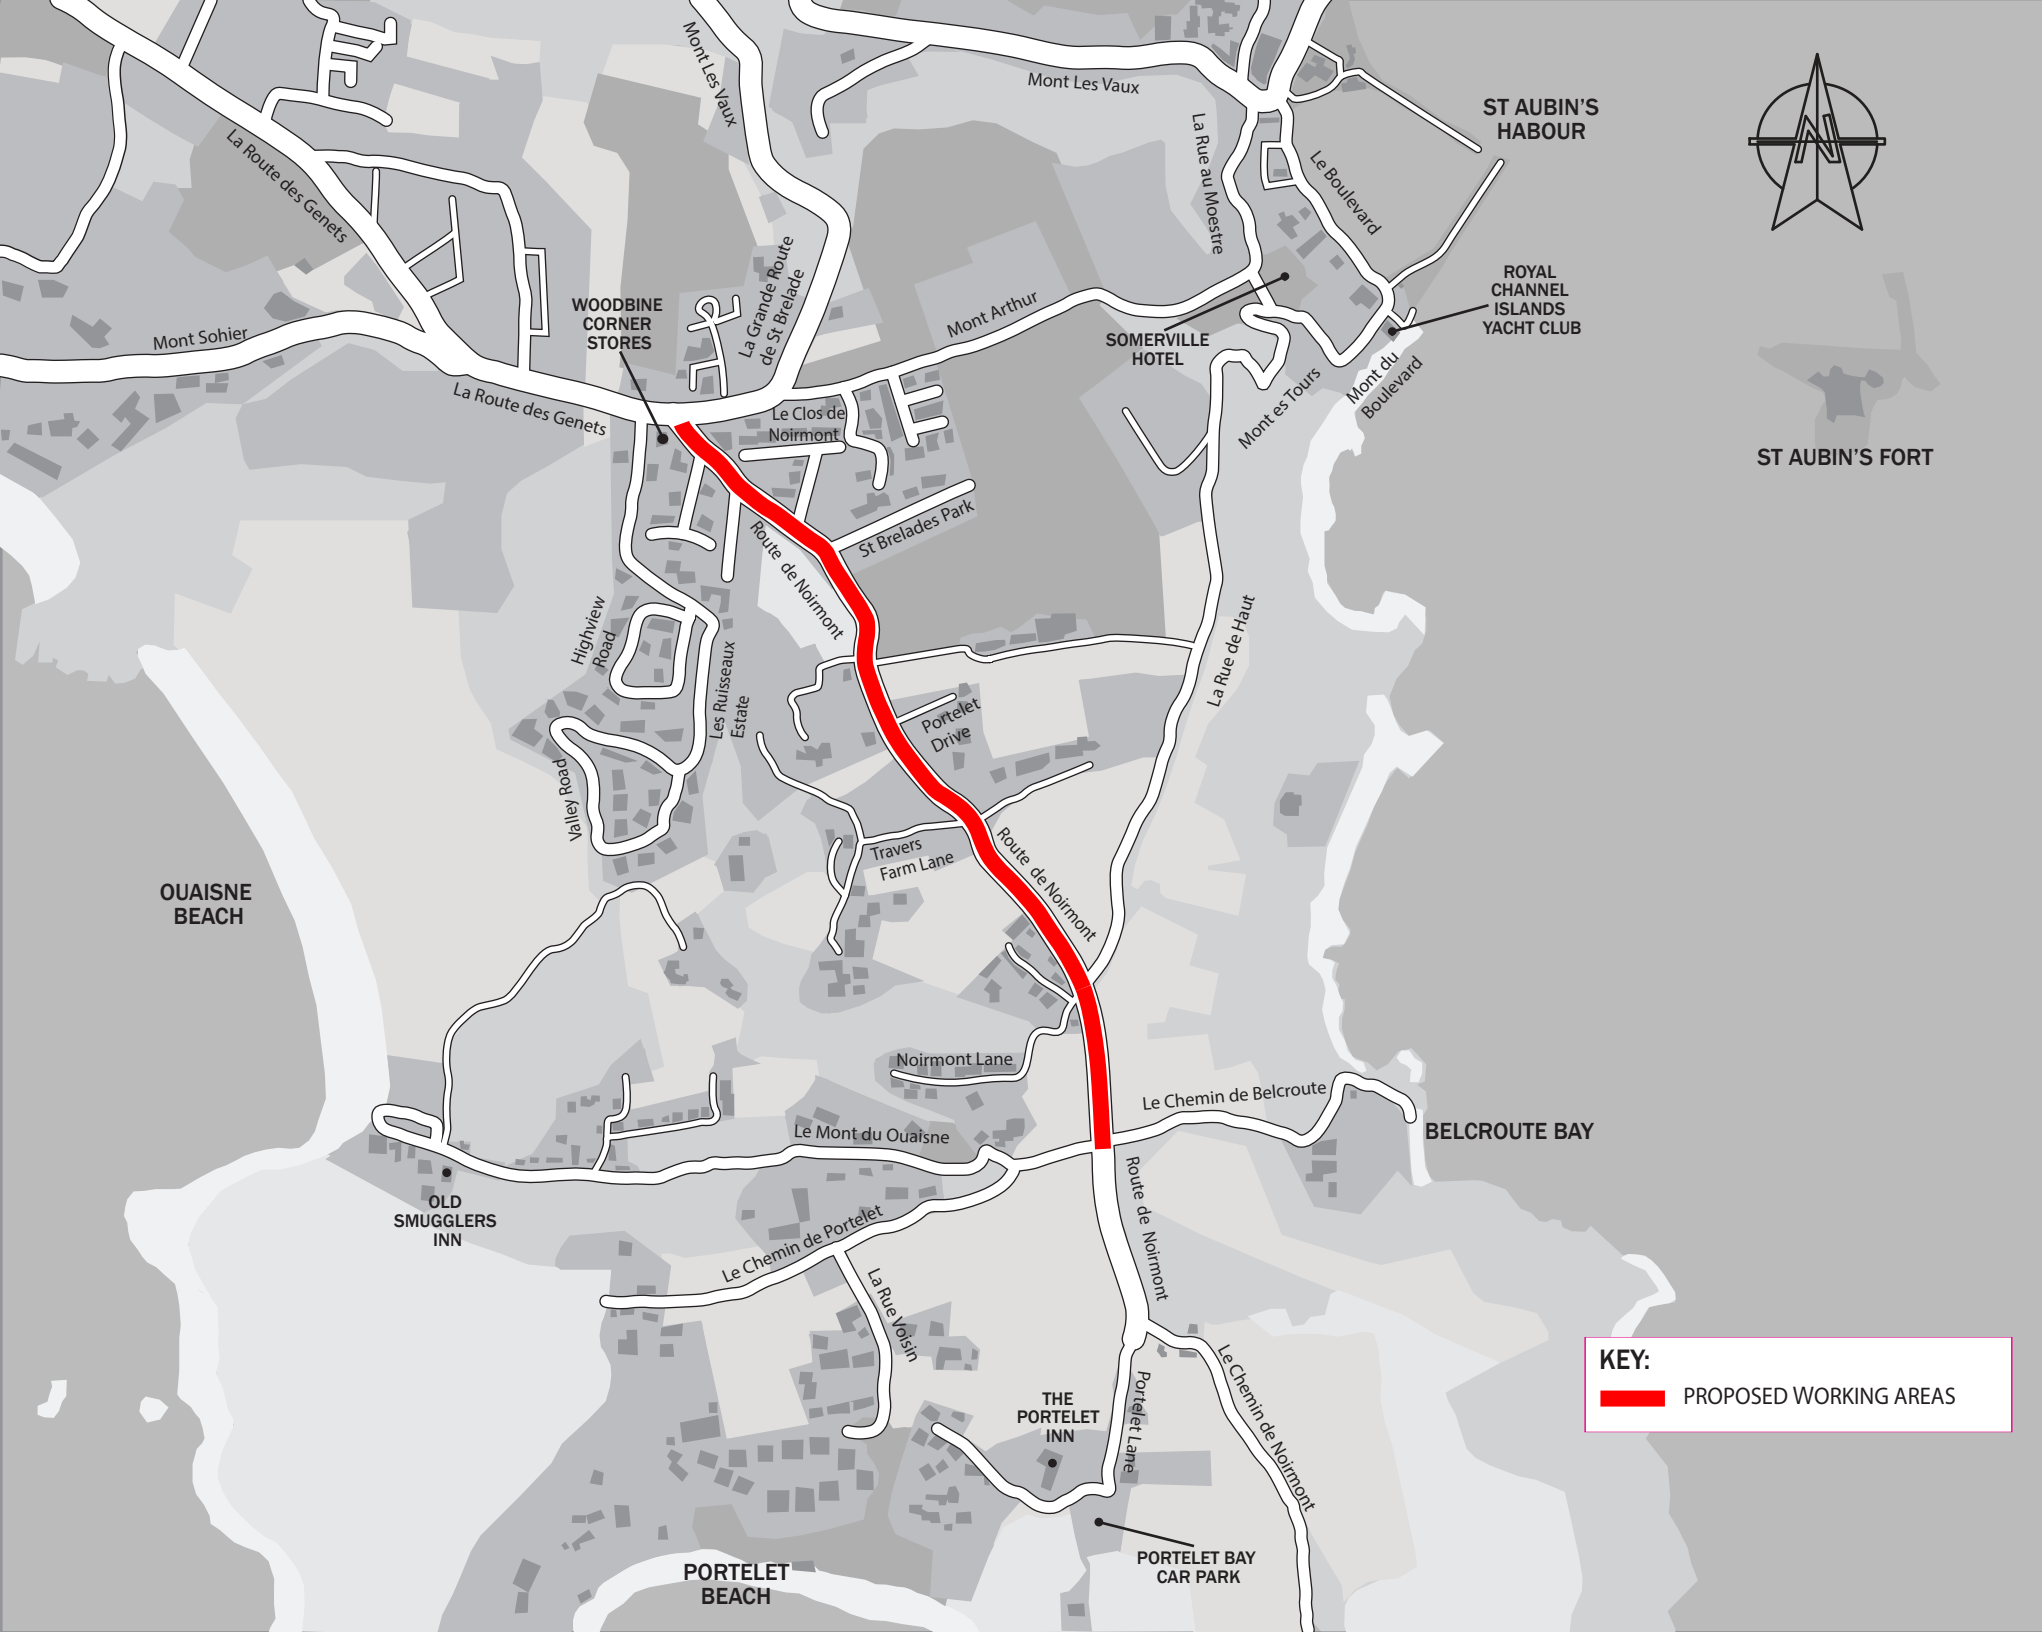 Mont Les Vaux
Mont Les Vaux
ST AUBIN'S
HABOUR
N
La Route des Genets
La Rue au Moestre
Le Boulevard
La Grande Route
de St Brelade
ROYAL
CHANNEL
ISLANDS
YACHT CLUB
WOODBINE
CORNER
STORES
Mont Sohier
Mont Arthur
SOMERVILLE
HOTEL
Mont du
Boulevard
Mont es Tours
La Route des Genets
Le Clos de
Noirmont
ST AUBIN'S FORT
St Brelades Park
Route de Noirmont
Highview
Road
Les Ruisseaux
Estate
La Rue de Haut
Portelet
Drive
Valley Road
Travers
Farm Lane
Route de Noirmont
OUAISNE
BEACH
Noirmont Lane
Le Chemin de Belcroute
BELCROUTE BAY
Le Mont du Ouaisne
Route de Noirmont
OLD
SMUGGLERS
INN
Le Chemin de Portelet
La Rue Voisin
KEY:
PROPOSED WORKING AREAS
THE
PORTELET
INN
Portelet Lane
Le Chemin de Noirmont
PORTELET BAY
CAR PARK
PORTELET
BEACH